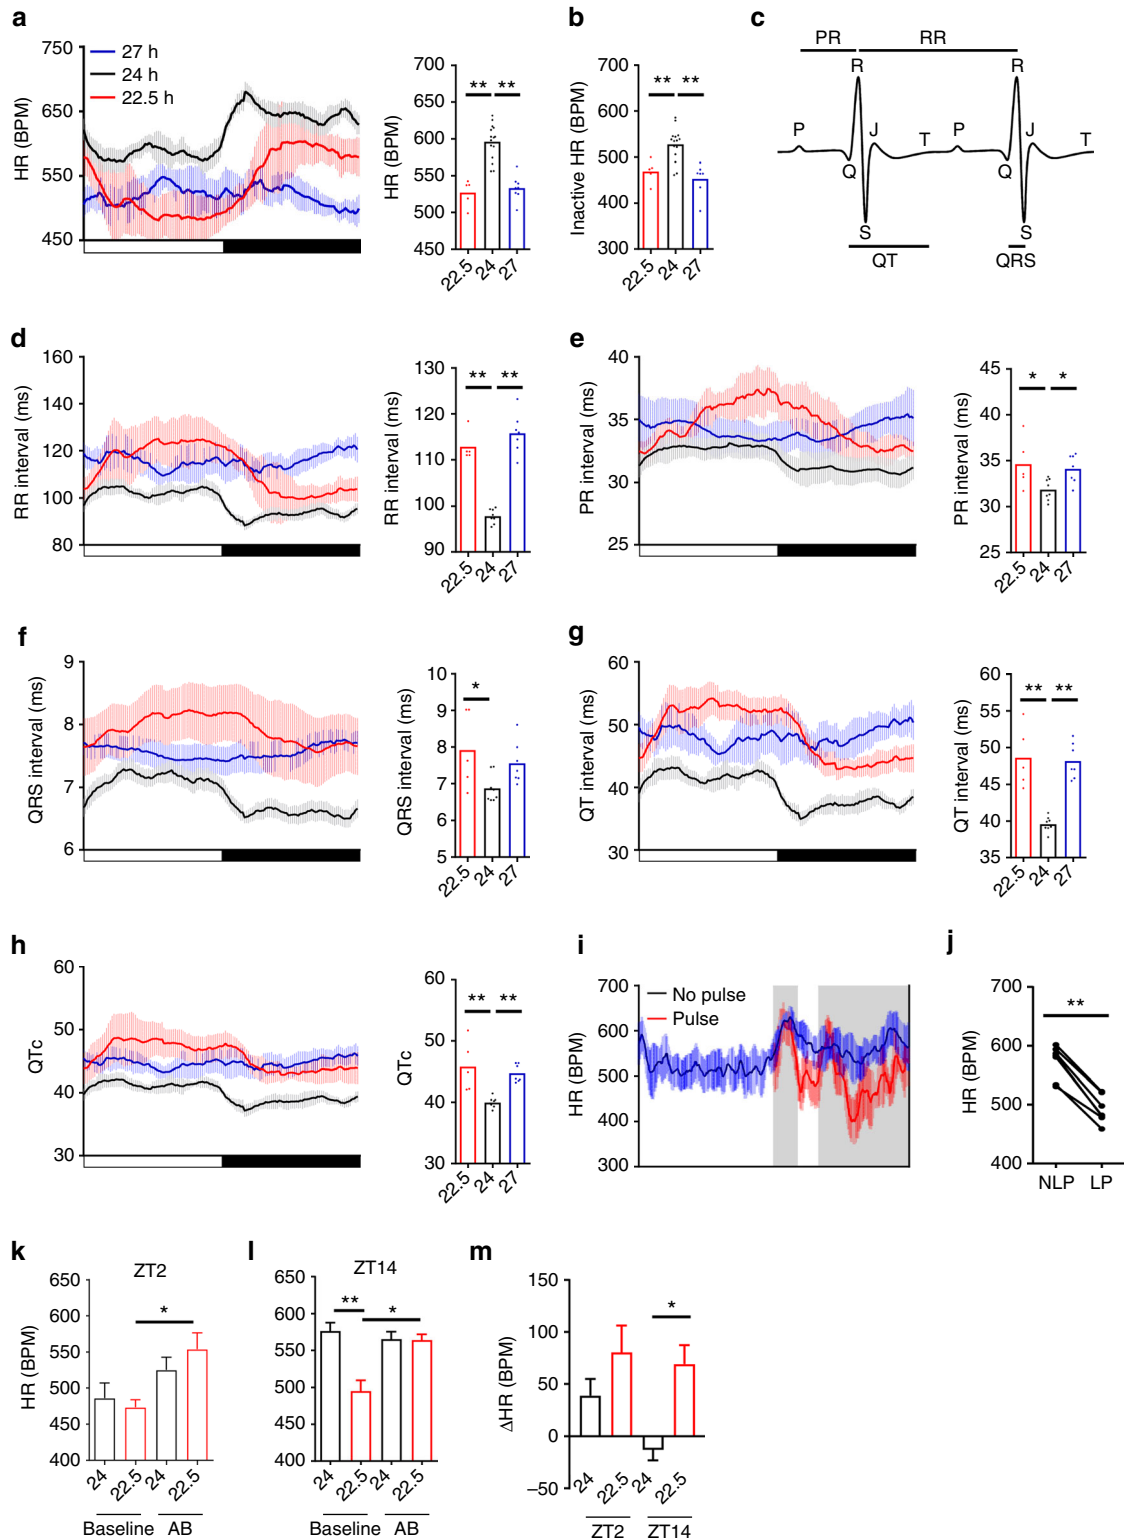 a
HR (BPM)
750
650
550
450
27 h
24 h
22.5 h
HR (BPM)
700
650
600
550
500
450
** **
22.5 24 27
b
Inactive HR (BPM)
700
600
500
400
300
** **
22.5 24 27
c
PR RR
R R
P J T P J T
Q Q
S S
QT QRS
d
RR interval (ms)
160
140
120
100
80
RR interval (ms)
130
120
110
100
90
** **
22.5 24 27
e
PR interval (ms)
40
35
30
25
PR interval (ms)
45
40
35
30
25
* *
22.5 24 27
f
QRS interval (ms)
9
8
7
6
QRS interval (ms)
10
9
8
7
6
5
*
22.5 24 27
g
QT interval (ms)
60
50
40
30
QT interval (ms)
60
55
50
45
40
35
** **
22.5 24 27
h
QTc
60
50
40
30
QTc
60
50
40
30
** **
22.5 24 27
i
HR (BPM)
700
600
500
400
300
No pulse
Pulse
j
HR (BPM)
700
600
500
400
**
NLP LP
k
ZT2
HR (BPM)
650
600
550
500
450
400
*
24 22.5 24 22.5
Baseline AB
l
ZT14
650
600
550
500
450
400
** *
24 22.5 24 22.5
Baseline AB
m
ΔHR (BPM)
150
100
50
0
−50
*
24 22.5 24 22.5
ZT2 ZT14